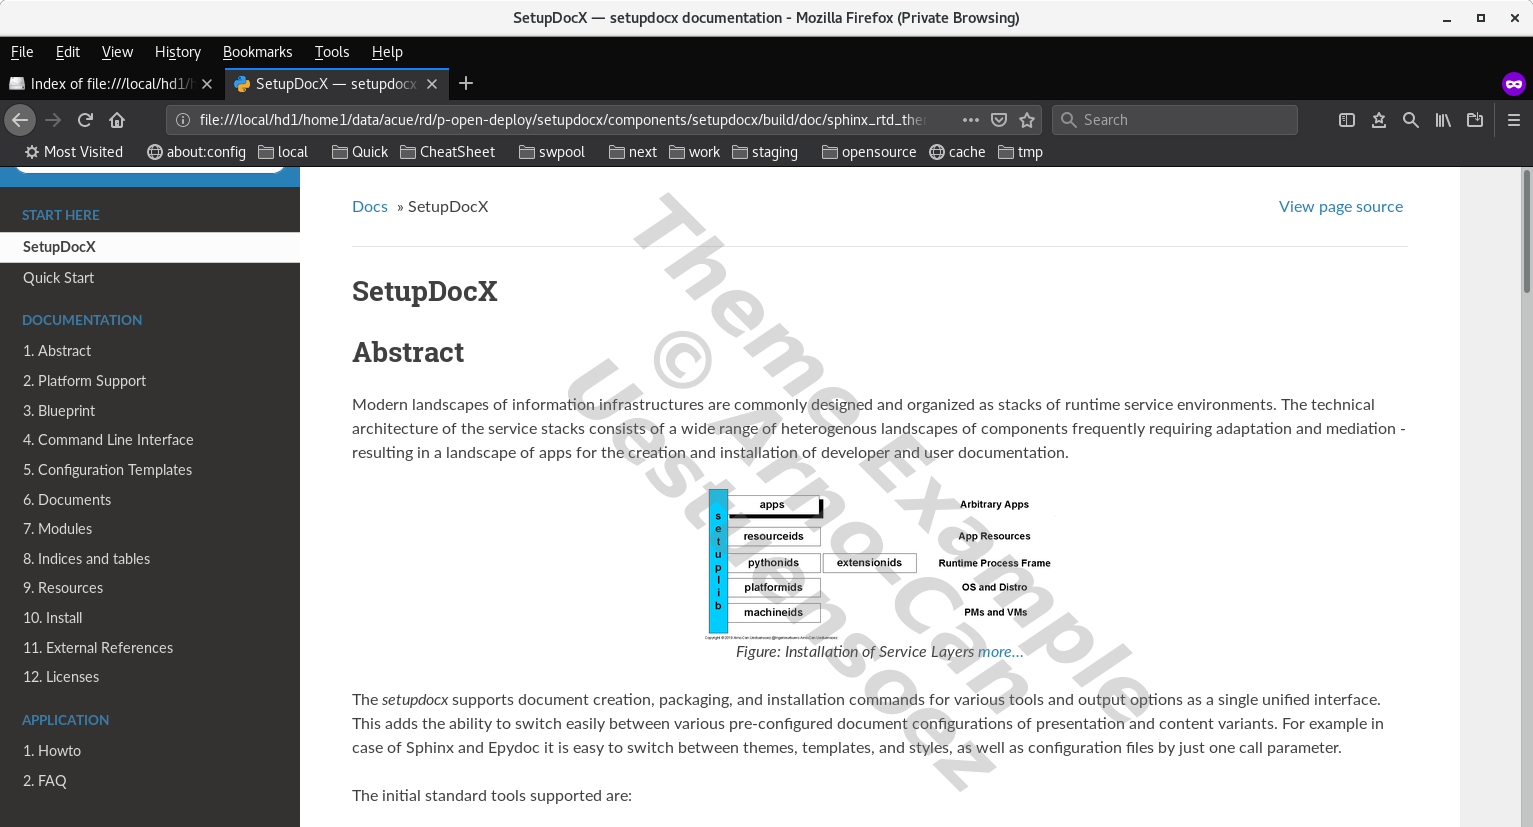 SetupDocX — setupdocx documentation - Mozilla Firefox (Private Browsing)
File Edit View History Bookmarks Tools Help
Index of file:///local/hd1/h
SetupDocX — setupdocx
file:///local/hd1/home1/data/acue/rd/p-open-deploy/setupdocx/components/setupdocx/build/doc/sphinx_rtd_the
Search
Most Visited about:config local Quick CheatSheet swpool next work staging opensource cache tmp
START HERE
SetupDocX
Quick Start
DOCUMENTATION
1. Abstract
2. Platform Support
3. Blueprint
4. Command Line Interface
5. Configuration Templates
6. Documents
7. Modules
8. Indices and tables
9. Resources
10. Install
11. External References
12. Licenses
APPLICATION
1. Howto
2. FAQ
Docs » SetupDocX
View page source
SetupDocX
Abstract
Modern landscapes of information infrastructures are commonly designed and organized as stacks of runtime service environments. The technical
architecture of the service stacks consists of a wide range of heterogenous landscapes of components frequently requiring adaptation and mediation -
resulting in a landscape of apps for the creation and installation of developer and user documentation.
setuplib
apps Arbitrary Apps
resourceids App Resources
pythonids extensionids Runtime Process Frame
platformids OS and Distro
machineids PMs and VMs
Figure: Installation of Service Layers more...
The setupdocx supports document creation, packaging, and installation commands for various tools and output options as a single unified interface.
This adds the ability to switch easily between various pre-configured document configurations of presentation and content variants. For example in
case of Sphinx and Epydoc it is easy to switch between themes, templates, and styles, as well as configuration files by just one call parameter.
The initial standard tools supported are:
Theme Example
© Arno-Can
Uestuensoez